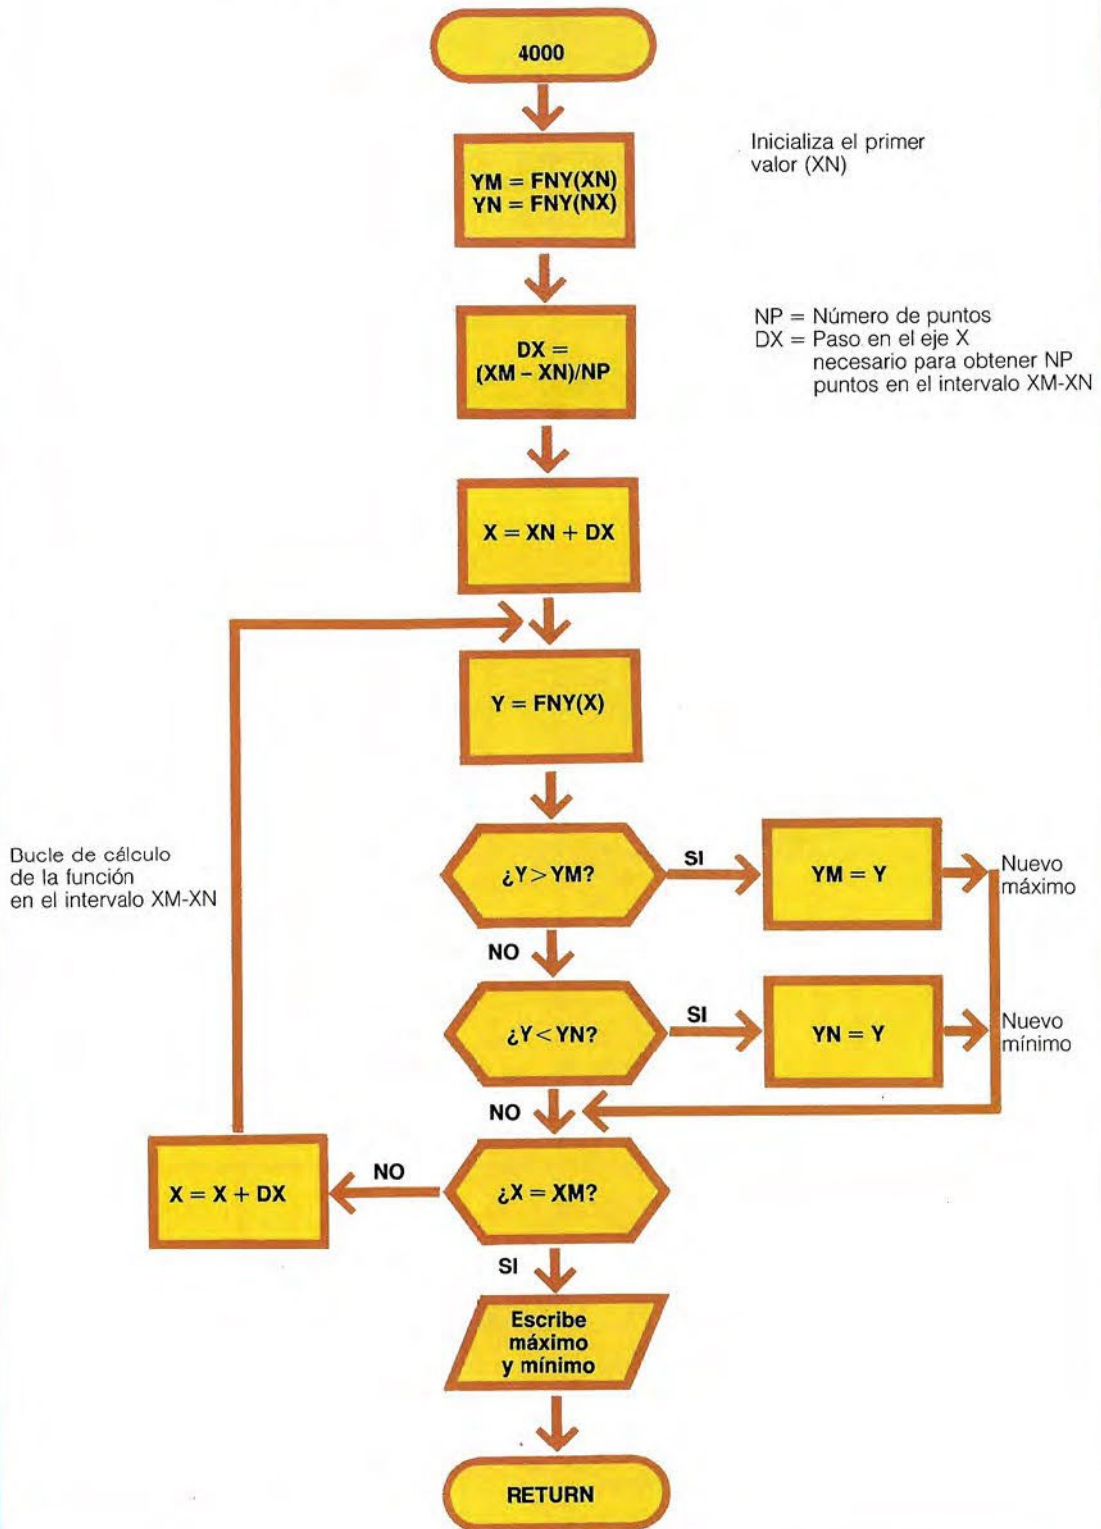 4000
Inicializa el primer
valor (XN)
YM = FNY(XN)
YN = FNY(NX)
NP = Número de puntos
DX = Paso en el eje X
necesario para obtener NP
puntos en el intervalo XM-XN
DX =
(XM – XN)/NP
X = XN + DX
Y = FNY(X)
Bucle de cálculo
de la función
en el intervalo XM-XN
¿Y > YM?
SI
YM = Y
Nuevo
máximo
NO
¿Y < YN?
SI
YN = Y
Nuevo
mínimo
NO
¿X = XM?
NO
X = X + DX
SI
Escribe
máximo
y mínimo
RETURN